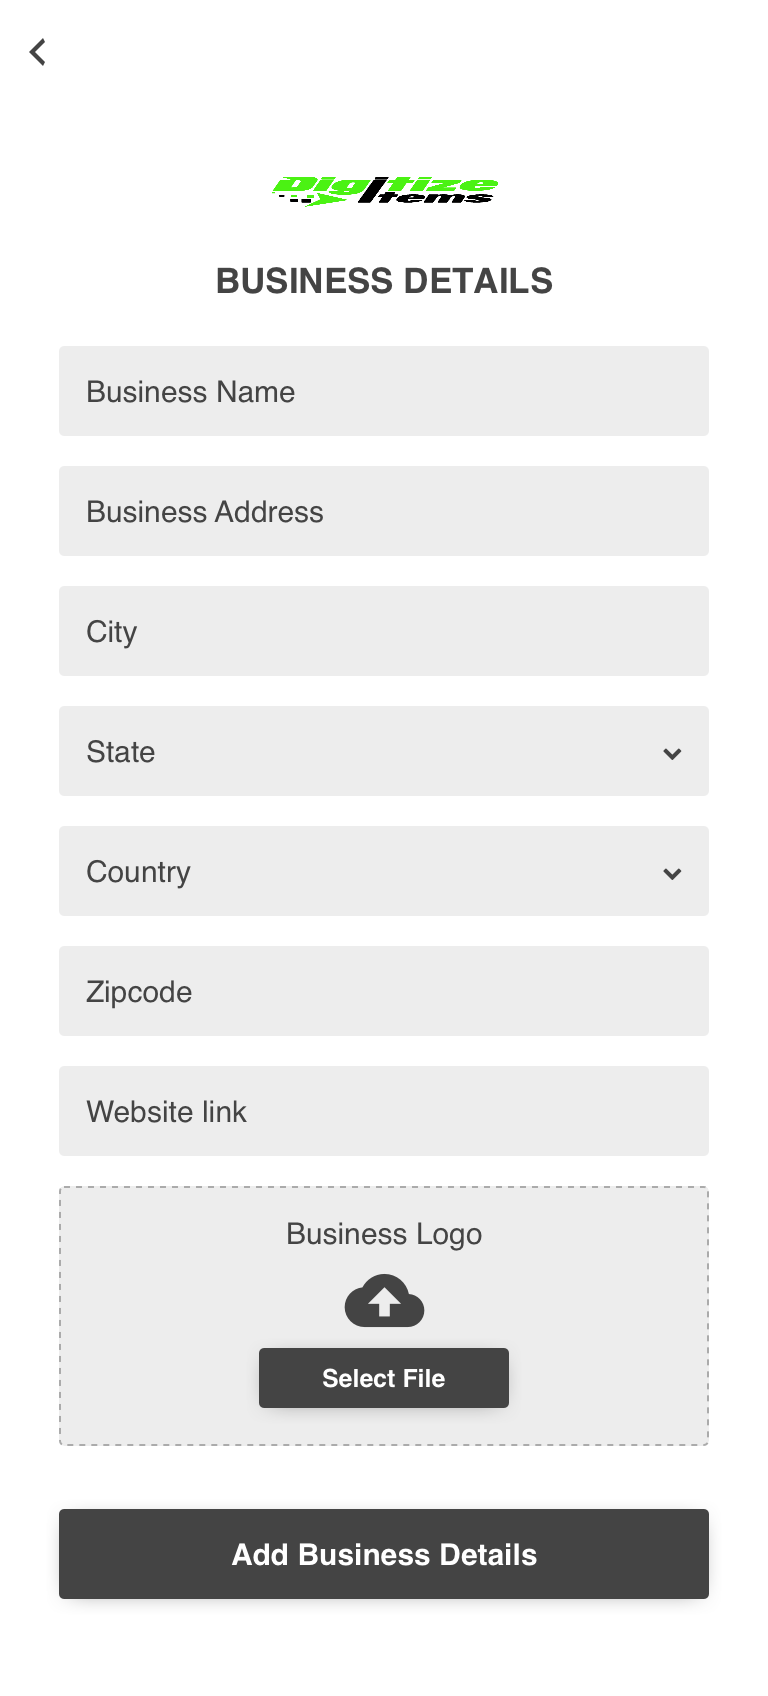 Digitize
Items
BUSINESS DETAILS
Business Name
Business Address
City
State
Country
Zipcode
Website link
Business Logo
Select File
Add Business Details